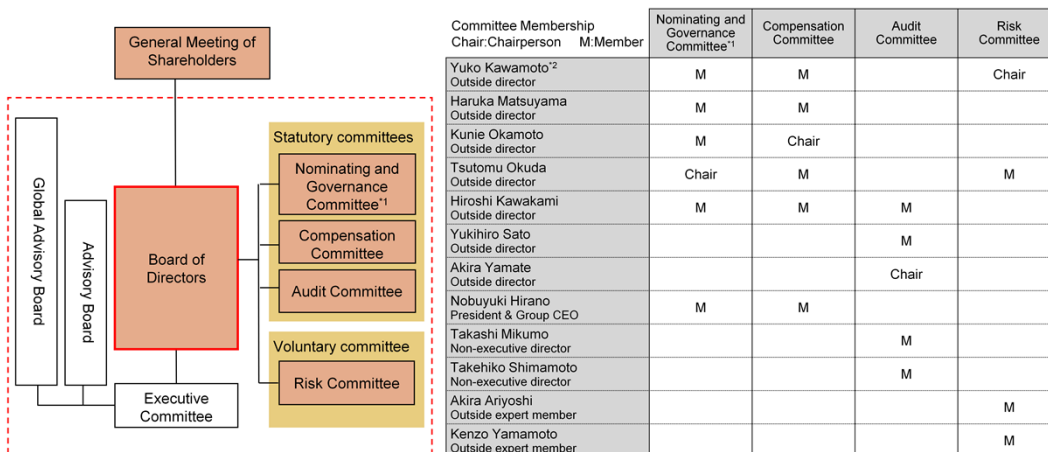 General Meeting of
Shareholders
Global Advisory Board
Advisory Board
Board of
Directors
Executive
Committee
Statutory committees
Nominating and
Governance
Committee*1
Compensation
Committee
Audit Committee
Voluntary committee
Risk Committee
Committee Membership
Chair:Chairperson M:Member
Nominating and
Governance
Committee*1
Compensation
Committee
Audit
Committee
Risk
Committee
Yuko Kawamoto*2
Outside director
M M Chair
Haruka Matsuyama
Outside director
M M
Kunie Okamoto
Outside director
M Chair
Tsutomu Okuda
Outside director
Chair M M
Hiroshi Kawakami
Outside director
M M M
Yukihiro Sato
Outside director
M
Akira Yamate
Outside director
Chair
Nobuyuki Hirano
President & Group CEO
M M
Takashi Mikumo
Non-executive director
M
Takehiko Shimamoto
Non-executive director
M
Akira Ariyoshi
Outside expert member
M
Kenzo Yamamoto
Outside expert member
M